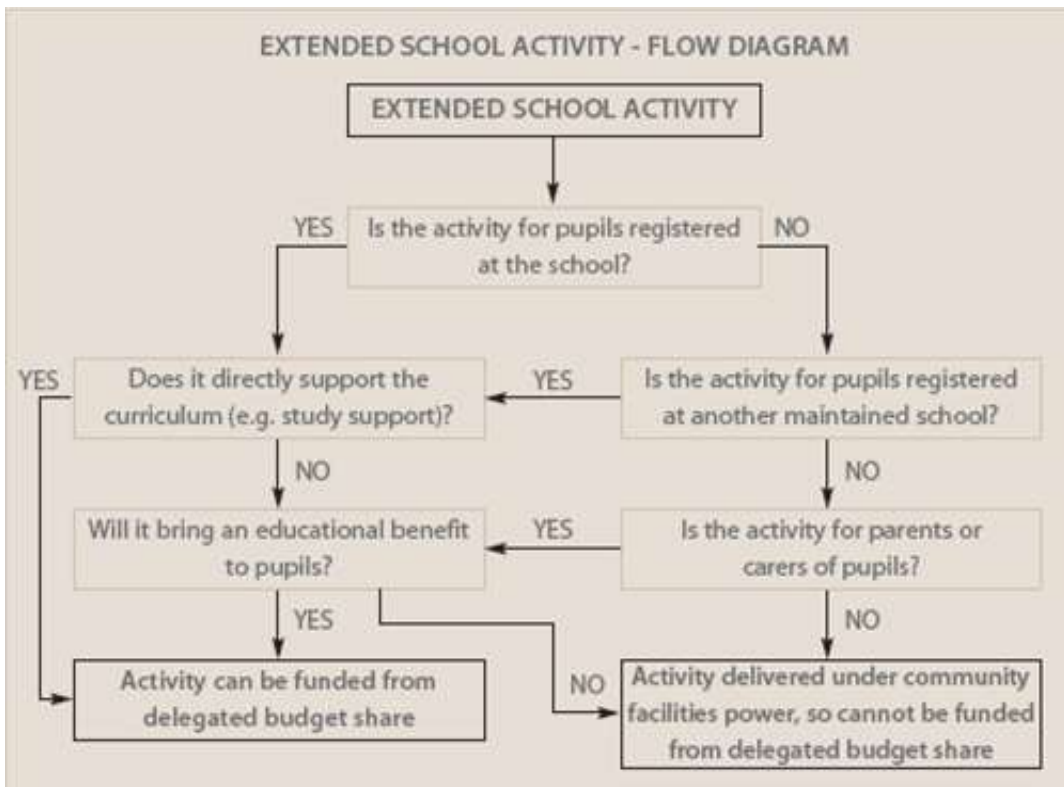 EXTENDED SCHOOL ACTIVITY - FLOW DIAGRAM
EXTENDED SCHOOL ACTIVITY
YES
Is the activity for pupils registered
at the school?
NO
YES
Does it directly support the
curriculum (e.g. study support)?
YES
Is the activity for pupils registered
at another maintained school?
NO
NO
Will it bring an educational benefit
to pupils?
YES
Is the activity for parents or
carers of pupils?
YES
NO
Activity can be funded from
delegated budget share
NO
Activity delivered under community
facilities power, so cannot be funded
from delegated budget share